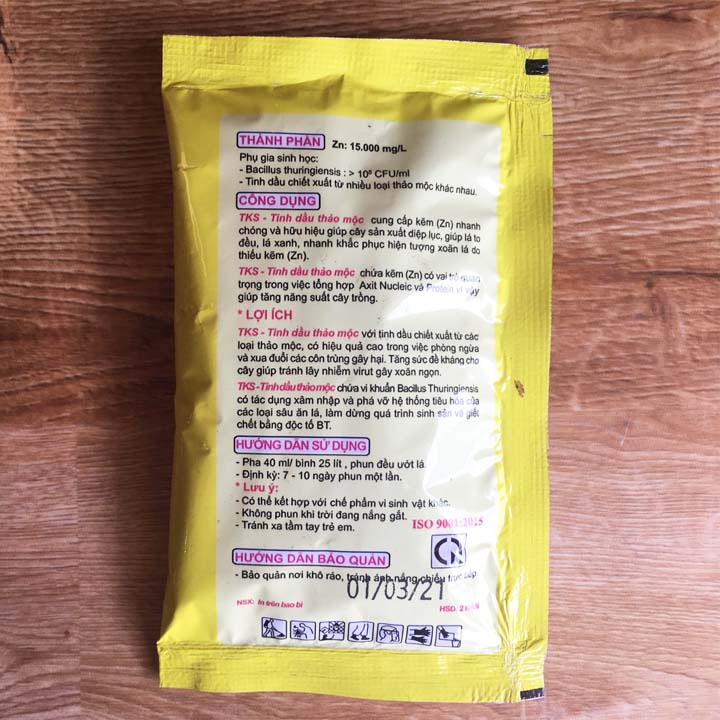 THÀNH PHẦN Zn: 15.000 mg/L
Phụ gia sinh học:
- Bacillus thuringiensis : > 10⁸ CFU/ml
- Tinh dầu chiết xuất từ nhiều loại thảo mộc khác nhau.
CÔNG DỤNG
TKS - Tinh dầu thảo mộc cung cấp kẽm (Zn) nhanh
chóng và hữu hiệu giúp cây sản xuất diệp lục, giúp lá to
đều, lá xanh, nhanh khắc phục hiện tượng xoăn lá do
thiếu kẽm (Zn).
TKS - Tinh dầu thảo mộc chứa kẽm (Zn) có vai trò quan
trọng trong việc tổng hợp Axit Nucleic và Protein vì vậy
giúp tăng năng suất cây trồng.
* LỢI ÍCH
TKS - Tinh dầu thảo mộc với tinh dầu chiết xuất từ các
loại thảo mộc, có hiệu quả cao trong việc phòng ngừa
và xua đuổi các côn trùng gây hại. Tăng sức đề kháng cho
cây giúp tránh lây nhiễm virut gây xoăn ngọn.
TKS - Tinh dầu thảo mộc chứa vi khuẩn Bacillus Thuringiensis
có tác dụng xâm nhập và phá vỡ hệ thống tiêu hóa của
các loại sâu ăn lá, làm dừng quá trình sinh sản và giết
chết bằng độc tố BT.
HƯỚNG DẪN SỬ DỤNG
- Pha 40 ml/ bình 25 lít , phun đều ướt lá
- Định kỳ: 7 - 10 ngày phun một lần.
* Lưu ý:
- Có thể kết hợp với chế phẩm vi sinh vật khác.
- Không phun khi trời đang nắng gắt.
- Tránh xa tầm tay trẻ em.
ISO 9001:2015
HƯỚNG DẪN BẢO QUẢN
- Bảo quản nơi khô ráo, tránh ánh nắng chiếu trực tiếp.
01/03/21
NSX: In trên bao bì HSD: 2 NĂM